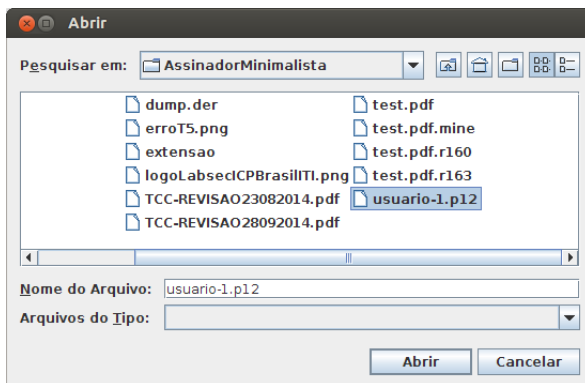 Abrir
Pesquisar em: AssinadorMinimalista
dump.der
erroT5.png
extensao
logoLabsecICPBrasilITI.png
TCC-REVISAO23082014.pdf
TCC-REVISAO28092014.pdf
test.pdf
test.pdf.mine
test.pdf.r160
test.pdf.r163
usuario-1.p12
Nome do Arquivo: usuario-1.p12
Arquivos do Tipo:
Abrir Cancelar